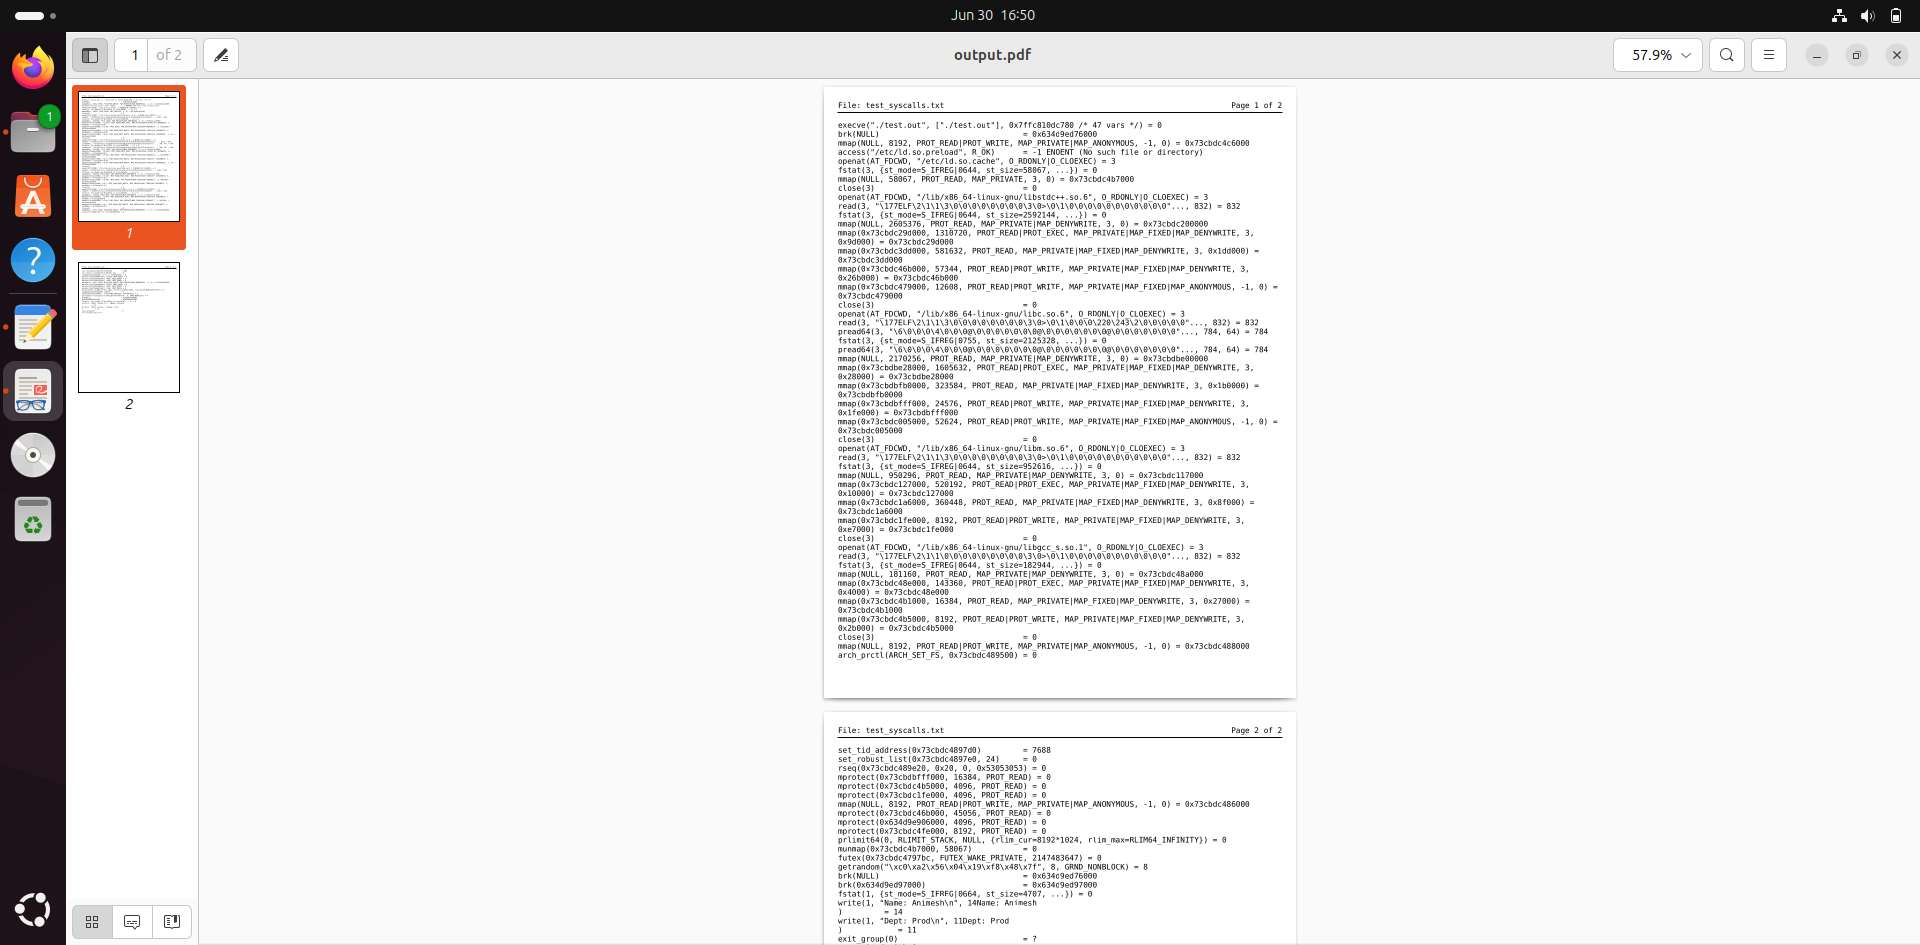 Jun 30 16:50
1 of 2
output.pdf
57.9%
1
1
2
File: test_syscalls.txt Page 1 of 2
execve("./test.out", ["./test.out"], 0x7ffc810dc780 /* 47 vars */) = 0
brk(NULL) = 0x634d9ed76000
mmap(NULL, 8192, PROT_READ|PROT_WRITE, MAP_PRIVATE|MAP_ANONYMOUS, -1, 0) = 0x73cbdc4c6000
access("/etc/ld.so.preload", R_OK) = -1 ENOENT (No such file or directory)
openat(AT_FDCWD, "/etc/ld.so.cache", O_RDONLY|O_CLOEXEC) = 3
fstat(3, {st_mode=S_IFREG|0644, st_size=58067, ...}) = 0
mmap(NULL, 58067, PROT_READ, MAP_PRIVATE, 3, 0) = 0x73cbdc4b7000
close(3) = 0
openat(AT_FDCWD, "/lib/x86_64-linux-gnu/libstdc++.so.6", O_RDONLY|O_CLOEXEC) = 3
read(3, "\177ELF\2\1\1\3\0\0\0\0\0\0\0\0\3\0>\0\1\0\0\0\0\0\0\0\0\0\0\0"..., 832) = 832
fstat(3, {st_mode=S_IFREG|0644, st_size=2592144, ...}) = 0
mmap(NULL, 2605376, PROT_READ, MAP_PRIVATE|MAP_DENYWRITE, 3, 0) = 0x73cbdc200000
mmap(0x73cbdc29d000, 1310720, PROT_READ|PROT_EXEC, MAP_PRIVATE|MAP_FIXED|MAP_DENYWRITE, 3,
0x9d000) = 0x73cbdc29d000
mmap(0x73cbdc3dd000, 581632, PROT_READ, MAP_PRIVATE|MAP_FIXED|MAP_DENYWRITE, 3, 0x1dd000) =
0x73cbdc3dd000
mmap(0x73cbdc46b000, 57344, PROT_READ|PROT_WRITE, MAP_PRIVATE|MAP_FIXED|MAP_DENYWRITE, 3,
0x26b000) = 0x73cbdc46b000
mmap(0x73cbdc479000, 12608, PROT_READ|PROT_WRITE, MAP_PRIVATE|MAP_FIXED|MAP_ANONYMOUS, -1, 0) =
0x73cbdc479000
close(3) = 0
openat(AT_FDCWD, "/lib/x86_64-linux-gnu/libc.so.6", O_RDONLY|O_CLOEXEC) = 3
read(3, "\177ELF\2\1\1\3\0\0\0\0\0\0\0\0\3\0>\0\1\0\0\0\220\243\2\0\0\0\0\0"..., 832) = 832
pread64(3, "\6\0\0\0\4\0\0\0@\0\0\0\0\0\0\0@\0\0\0\0\0\0\0@\0\0\0\0\0\0\0"..., 784, 64) = 784
fstat(3, {st_mode=S_IFREG|0755, st_size=2125328, ...}) = 0
pread64(3, "\6\0\0\0\4\0\0\0@\0\0\0\0\0\0\0@\0\0\0\0\0\0\0@\0\0\0\0\0\0\0"..., 784, 64) = 784
mmap(NULL, 2170256, PROT_READ, MAP_PRIVATE|MAP_DENYWRITE, 3, 0) = 0x73cbdbe00000
mmap(0x73cbdbe28000, 1605632, PROT_READ|PROT_EXEC, MAP_PRIVATE|MAP_FIXED|MAP_DENYWRITE, 3,
0x28000) = 0x73cbdbe28000
mmap(0x73cbdbfb0000, 323584, PROT_READ, MAP_PRIVATE|MAP_FIXED|MAP_DENYWRITE, 3, 0x1b0000) =
0x73cbdbfb0000
mmap(0x73cbdbfff000, 24576, PROT_READ|PROT_WRITE, MAP_PRIVATE|MAP_FIXED|MAP_DENYWRITE, 3,
0x1fe000) = 0x73cbdbfff000
mmap(0x73cbdc005000, 52624, PROT_READ|PROT_WRITE, MAP_PRIVATE|MAP_FIXED|MAP_ANONYMOUS, -1, 0) =
0x73cbdc005000
close(3) = 0
openat(AT_FDCWD, "/lib/x86_64-linux-gnu/libm.so.6", O_RDONLY|O_CLOEXEC) = 3
read(3, "\177ELF\2\1\1\3\0\0\0\0\0\0\0\0\3\0>\0\1\0\0\0\0\0\0\0\0\0\0\0"..., 832) = 832
fstat(3, {st_mode=S_IFREG|0644, st_size=952616, ...}) = 0
mmap(NULL, 950296, PROT_READ, MAP_PRIVATE|MAP_DENYWRITE, 3, 0) = 0x73cbdc117000
mmap(0x73cbdc127000, 520192, PROT_READ|PROT_EXEC, MAP_PRIVATE|MAP_FIXED|MAP_DENYWRITE, 3,
0x10000) = 0x73cbdc127000
mmap(0x73cbdc1a6000, 360448, PROT_READ, MAP_PRIVATE|MAP_FIXED|MAP_DENYWRITE, 3, 0x8f000) =
0x73cbdc1a6000
mmap(0x73cbdc1fe000, 8192, PROT_READ|PROT_WRITE, MAP_PRIVATE|MAP_FIXED|MAP_DENYWRITE, 3,
0xe7000) = 0x73cbdc1fe000
close(3) = 0
openat(AT_FDCWD, "/lib/x86_64-linux-gnu/libgcc_s.so.1", O_RDONLY|O_CLOEXEC) = 3
read(3, "\177ELF\2\1\1\0\0\0\0\0\0\0\0\0\3\0>\0\1\0\0\0\0\0\0\0\0\0\0\0"..., 832) = 832
fstat(3, {st_mode=S_IFREG|0644, st_size=182944, ...}) = 0
mmap(NULL, 181160, PROT_READ, MAP_PRIVATE|MAP_DENYWRITE, 3, 0) = 0x73cbdc48a000
mmap(0x73cbdc48e000, 143360, PROT_READ|PROT_EXEC, MAP_PRIVATE|MAP_FIXED|MAP_DENYWRITE, 3,
0x4000) = 0x73cbdc48e000
mmap(0x73cbdc4b1000, 16384, PROT_READ, MAP_PRIVATE|MAP_FIXED|MAP_DENYWRITE, 3, 0x27000) =
0x73cbdc4b1000
mmap(0x73cbdc4b5000, 8192, PROT_READ|PROT_WRITE, MAP_PRIVATE|MAP_FIXED|MAP_DENYWRITE, 3,
0x2b000) = 0x73cbdc4b5000
close(3) = 0
mmap(NULL, 8192, PROT_READ|PROT_WRITE, MAP_PRIVATE|MAP_ANONYMOUS, -1, 0) = 0x73cbdc488000
arch_prctl(ARCH_SET_FS, 0x73cbdc489500) = 0
File: test_syscalls.txt Page 2 of 2
set_tid_address(0x73cbdc4897d0) = 7688
set_robust_list(0x73cbdc4897e0, 24) = 0
rseq(0x73cbdc489e20, 0x20, 0, 0x53053053) = 0
mprotect(0x73cbdbfff000, 16384, PROT_READ) = 0
mprotect(0x73cbdc4b5000, 4096, PROT_READ) = 0
mprotect(0x73cbdc1fe000, 4096, PROT_READ) = 0
mmap(NULL, 8192, PROT_READ|PROT_WRITE, MAP_PRIVATE|MAP_ANONYMOUS, -1, 0) = 0x73cbdc486000
mprotect(0x73cbdc46b000, 45056, PROT_READ) = 0
mprotect(0x634d9e906000, 4096, PROT_READ) = 0
mprotect(0x73cbdc4fe000, 8192, PROT_READ) = 0
prlimit64(0, RLIMIT_STACK, NULL, {rlim_cur=8192*1024, rlim_max=RLIM64_INFINITY}) = 0
munmap(0x73cbdc4b7000, 58067) = 0
futex(0x73cbdc4797bc, FUTEX_WAKE_PRIVATE, 2147483647) = 0
getrandom("\xc0\xa2\x56\x04\x19\xf8\x48\x7f", 8, GRND_NONBLOCK) = 8
brk(NULL) = 0x634d9ed76000
brk(0x634d9ed97000) = 0x634d9ed97000
fstat(1, {st_mode=S_IFREG|0664, st_size=4707, ...}) = 0
write(1, "Name: Animesh\n", 14Name: Animesh
) = 14
write(1, "Dept: Prod\n", 11Dept: Prod
) = 11
exit_group(0) = ?